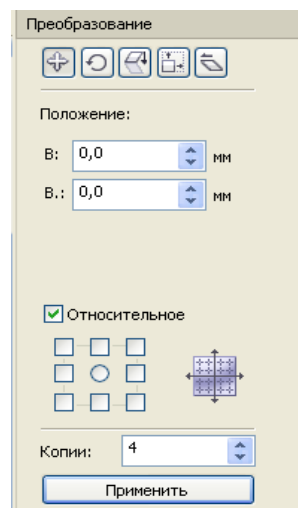 Преобразование
Положение:
В: 0,0 мм
В.: 0,0 мм
Относительное
Копии: 4
Применить